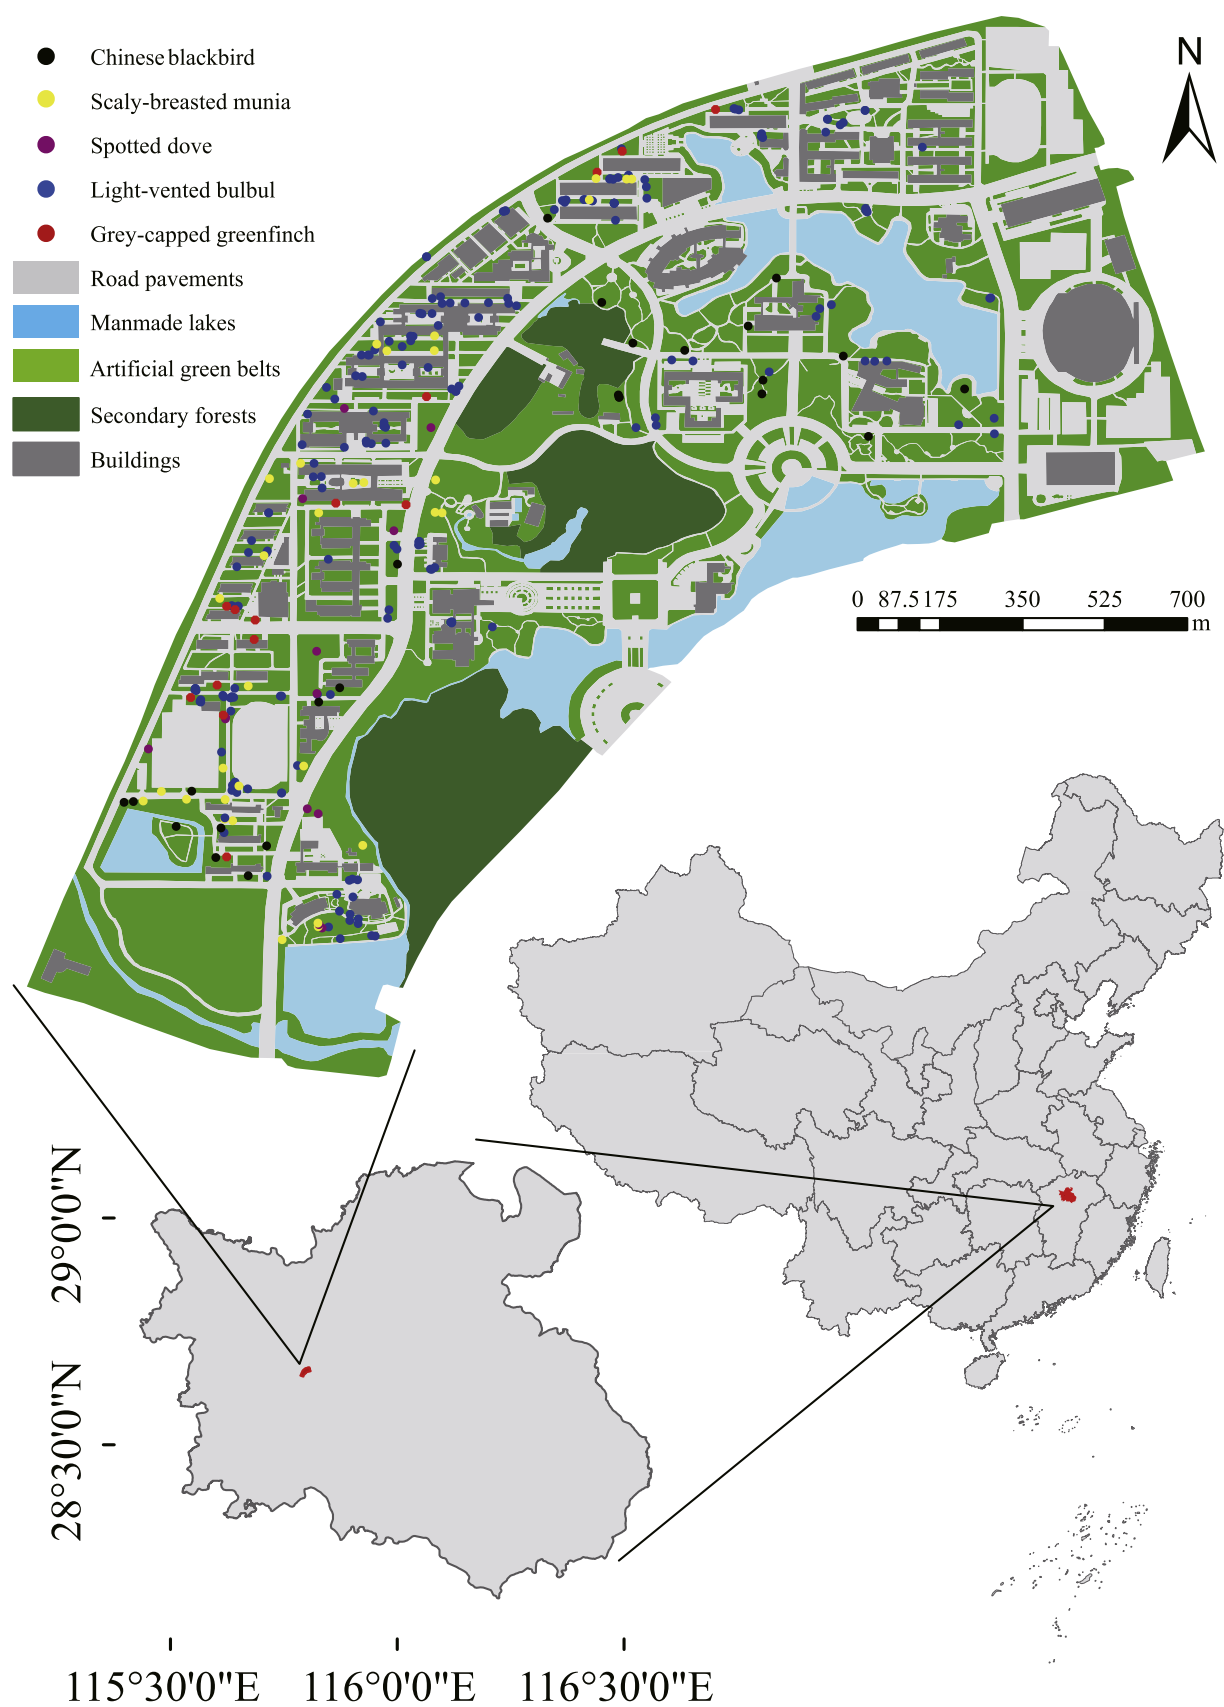 Chinese blackbird
Scaly-breasted munia
Spotted dove
Light-vented bulbul
Grey-capped greenfinch
Road pavements
Manmade lakes
Artificial green belts
Secondary forests
Buildings
N
0 87.5 175 350 525 700
m
29°0'0"N
28°30'0"N
115°30'0"E 116°0'0"E 116°30'0"E